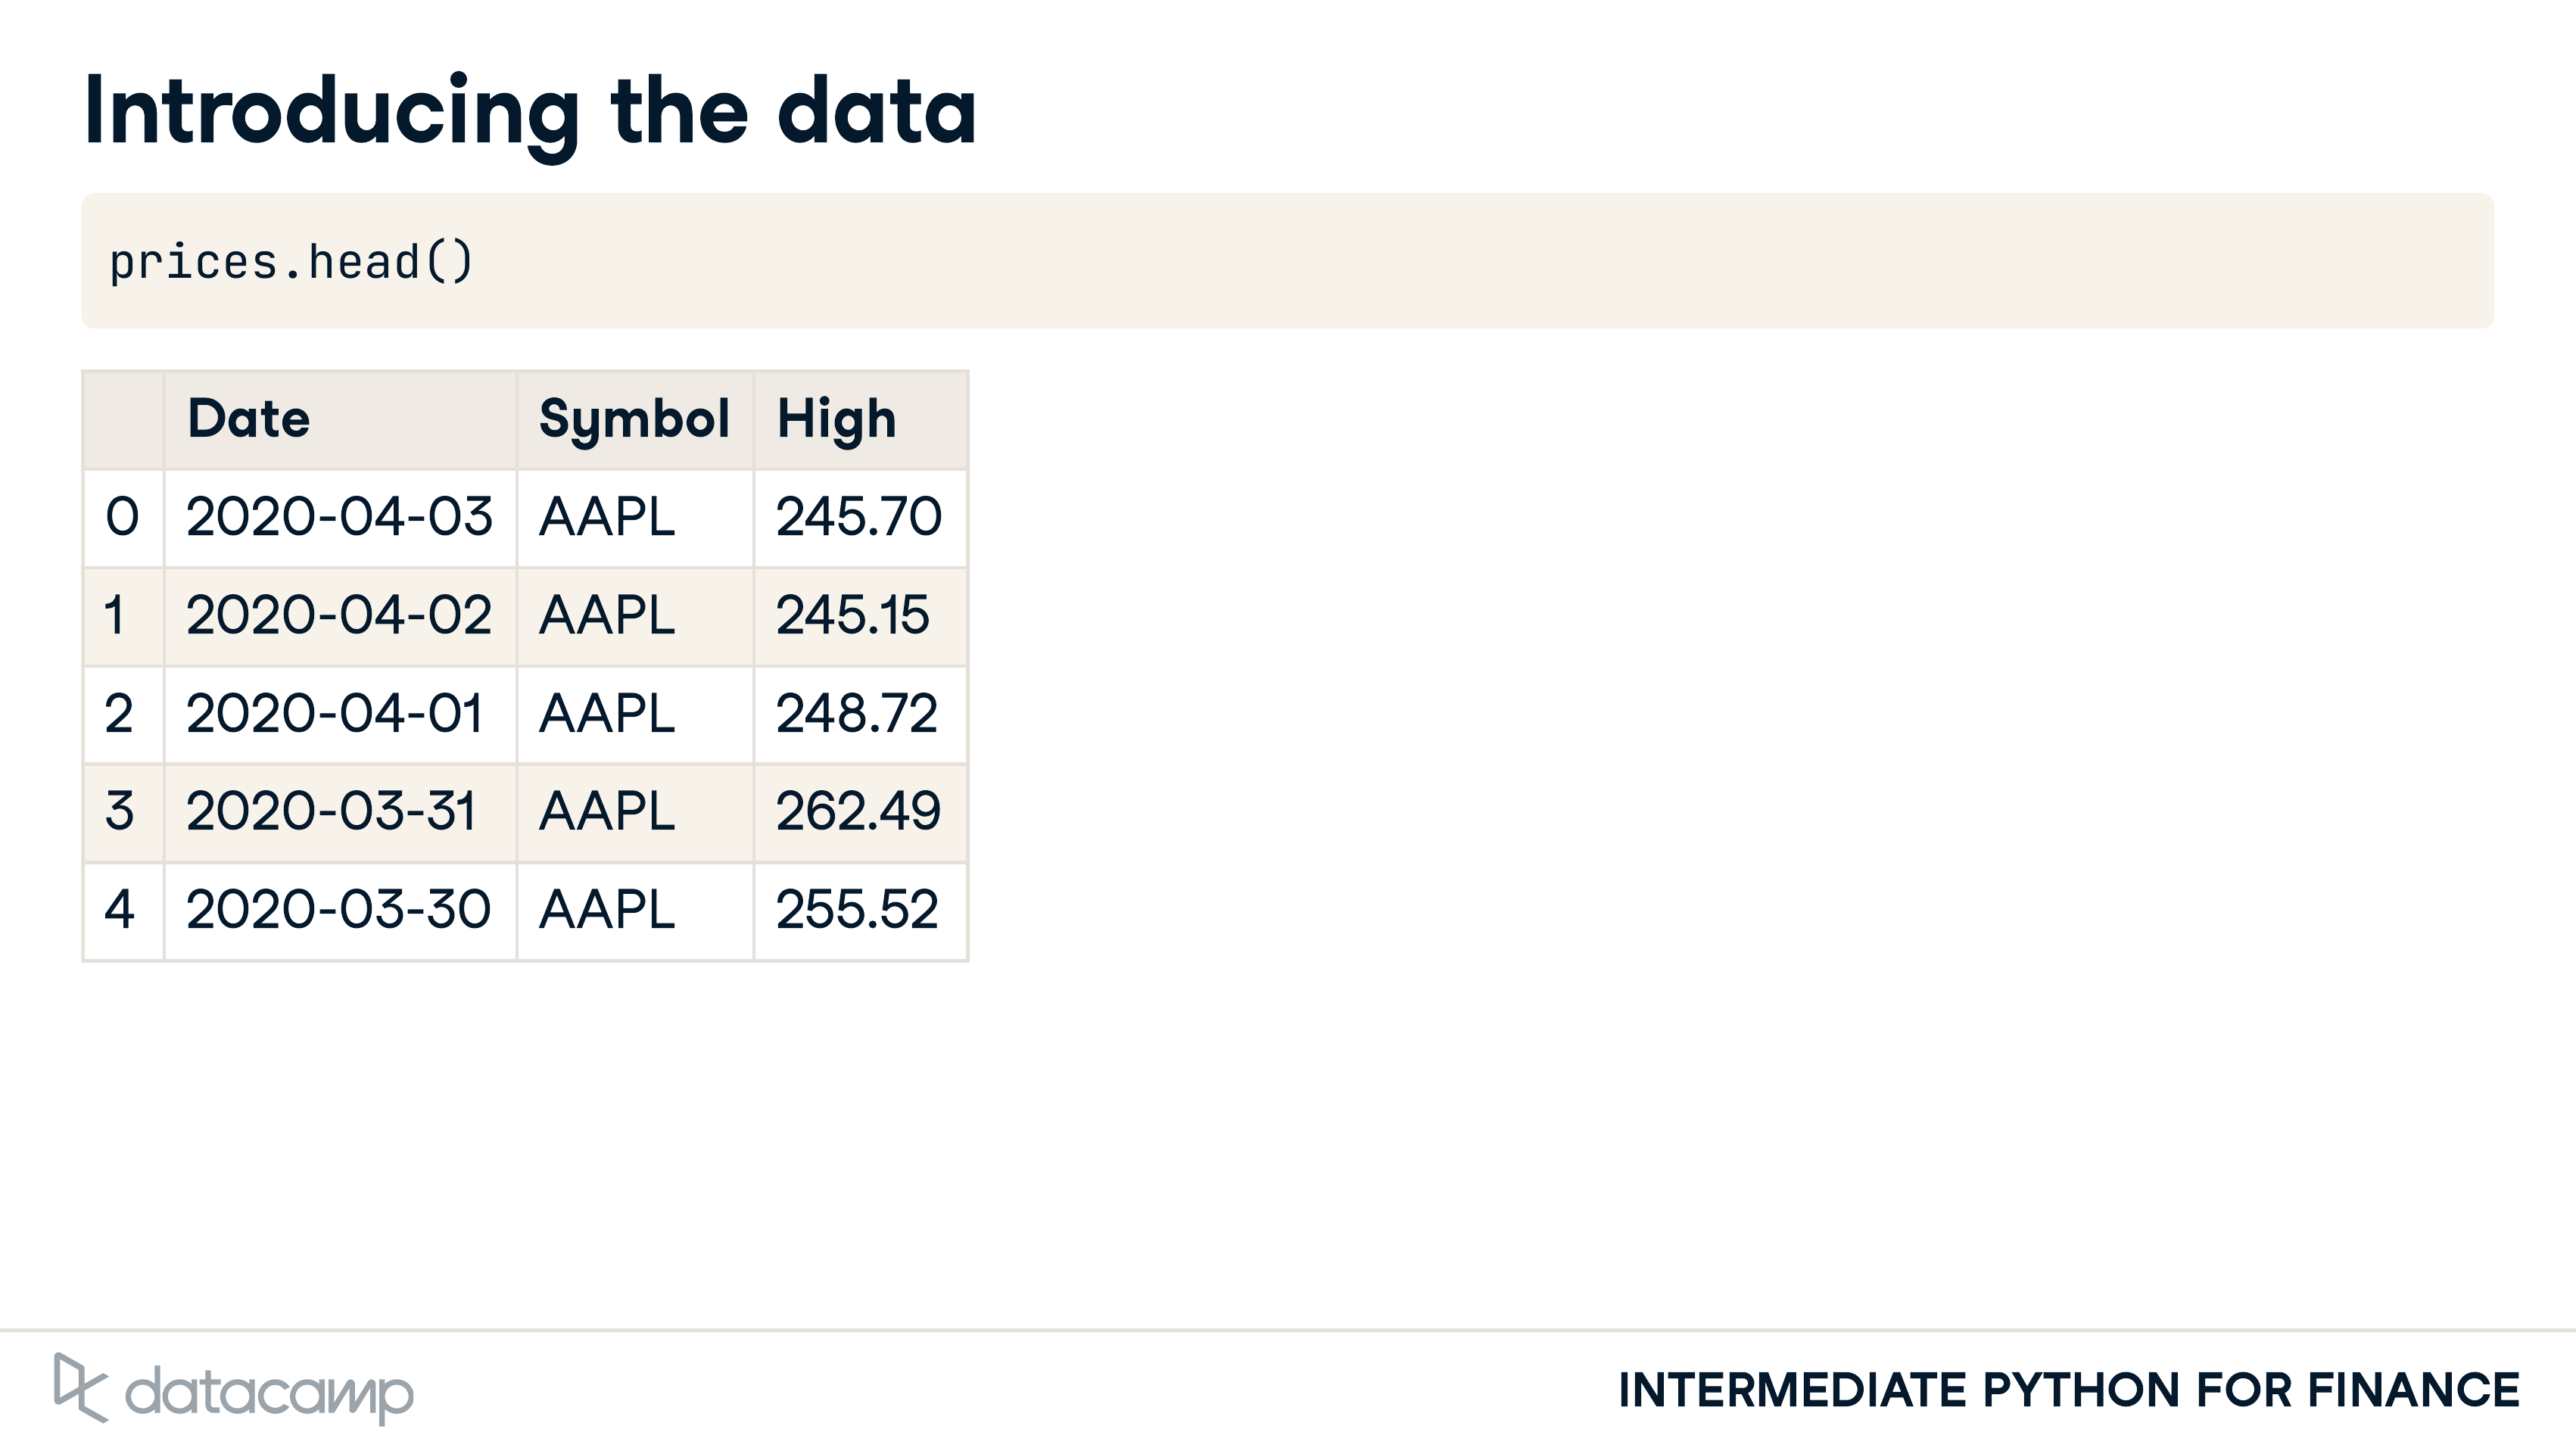 Introducing the data
prices.head()
Date Symbol High
0 2020-04-03 AAPL 245.70
1 2020-04-02 AAPL 245.15
2 2020-04-01 AAPL 248.72
3 2020-03-31 AAPL 262.49
4 2020-03-30 AAPL 255.52
datacamp
INTERMEDIATE PYTHON FOR FINANCE